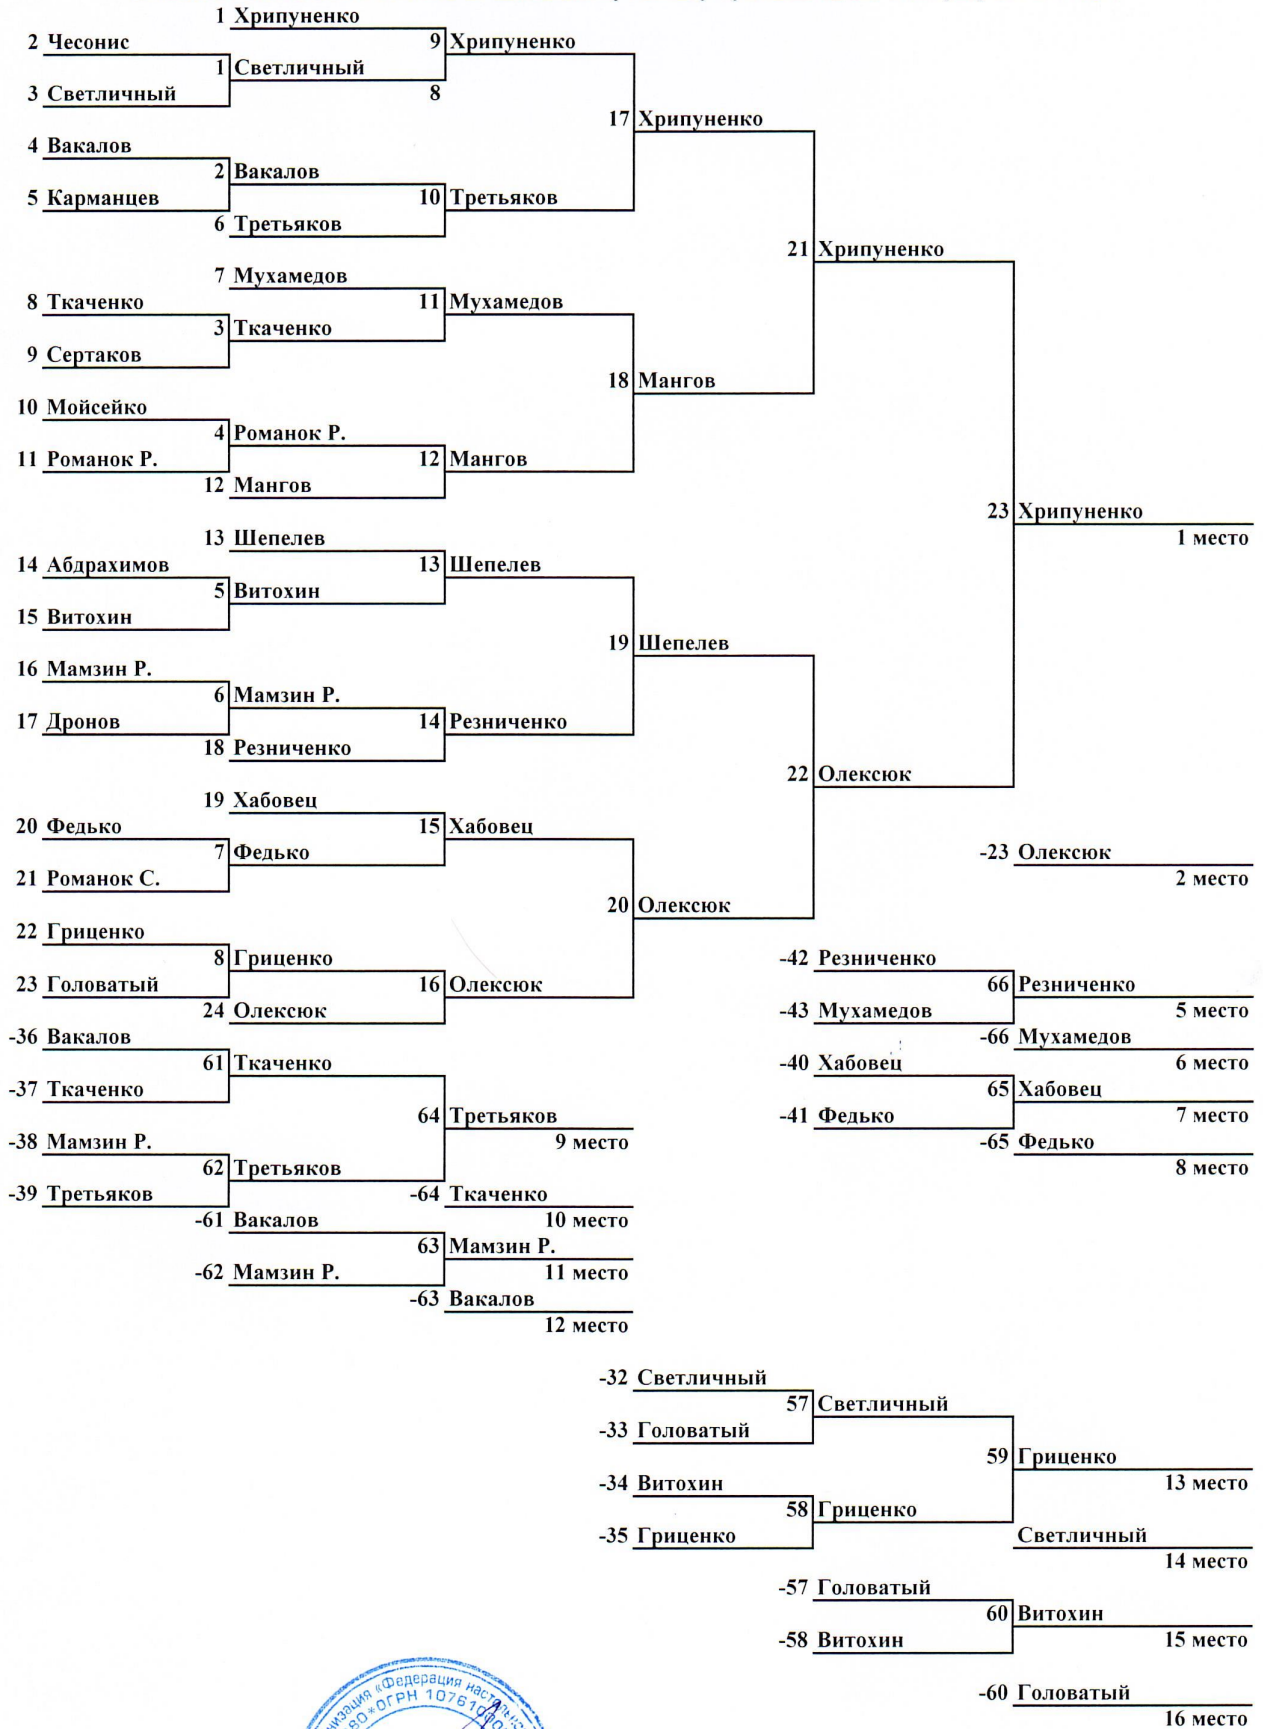 1 Хрипуненко
2 Чесонис
9 Хрипуненко
1 Светличный
3 Светличный
8
17 Хрипуненко
4 Вакалов
2 Вакалов
5 Карманцев
10 Третьяков
6 Третьяков
21 Хрипуненко
7 Мухамедов
8 Ткаченко
11 Мухамедов
3 Ткаченко
9 Сертаков
18 Мангов
10 Мойсейко
4 Романок Р.
11 Романок Р.
12 Мангов
12 Мангов
23 Хрипуненко
1 место
13 Шепелев
14 Абдрахимов
13 Шепелев
5 Витохин
15 Витохин
19 Шепелев
16 Мамзин Р.
6 Мамзин Р.
17 Дронов
14 Резниченко
18 Резниченко
22 Олексюк
19 Хабовец
20 Федько
15 Хабовец
7 Федько
-23 Олексюк
21 Романок С.
2 место
20 Олексюк
22 Гриценко
8 Гриценко
-42 Резниченко
23 Головатый
16 Олексюк
66 Резниченко
24 Олексюк
-43 Мухамедов
5 место
-36 Вакалов
-66 Мухамедов
61 Ткаченко
-40 Хабовец
6 место
-37 Ткаченко
65 Хабовец
64 Третьяков
-41 Федько
7 место
-38 Мамзин Р.
9 место
-65 Федько
62 Третьяков
8 место
-39 Третьяков
-64 Ткаченко
-61 Вакалов
10 место
63 Мамзин Р.
-62 Мамзин Р.
11 место
-63 Вакалов
12 место
-32 Светличный
57 Светличный
-33 Головатый
59 Гриценко
-34 Витохин
13 место
58 Гриценко
-35 Гриценко
Светличный
14 место
-57 Головатый
60 Витохин
-58 Витохин
15 место
-60 Головатый
16 место
«Федерация
ОГРН